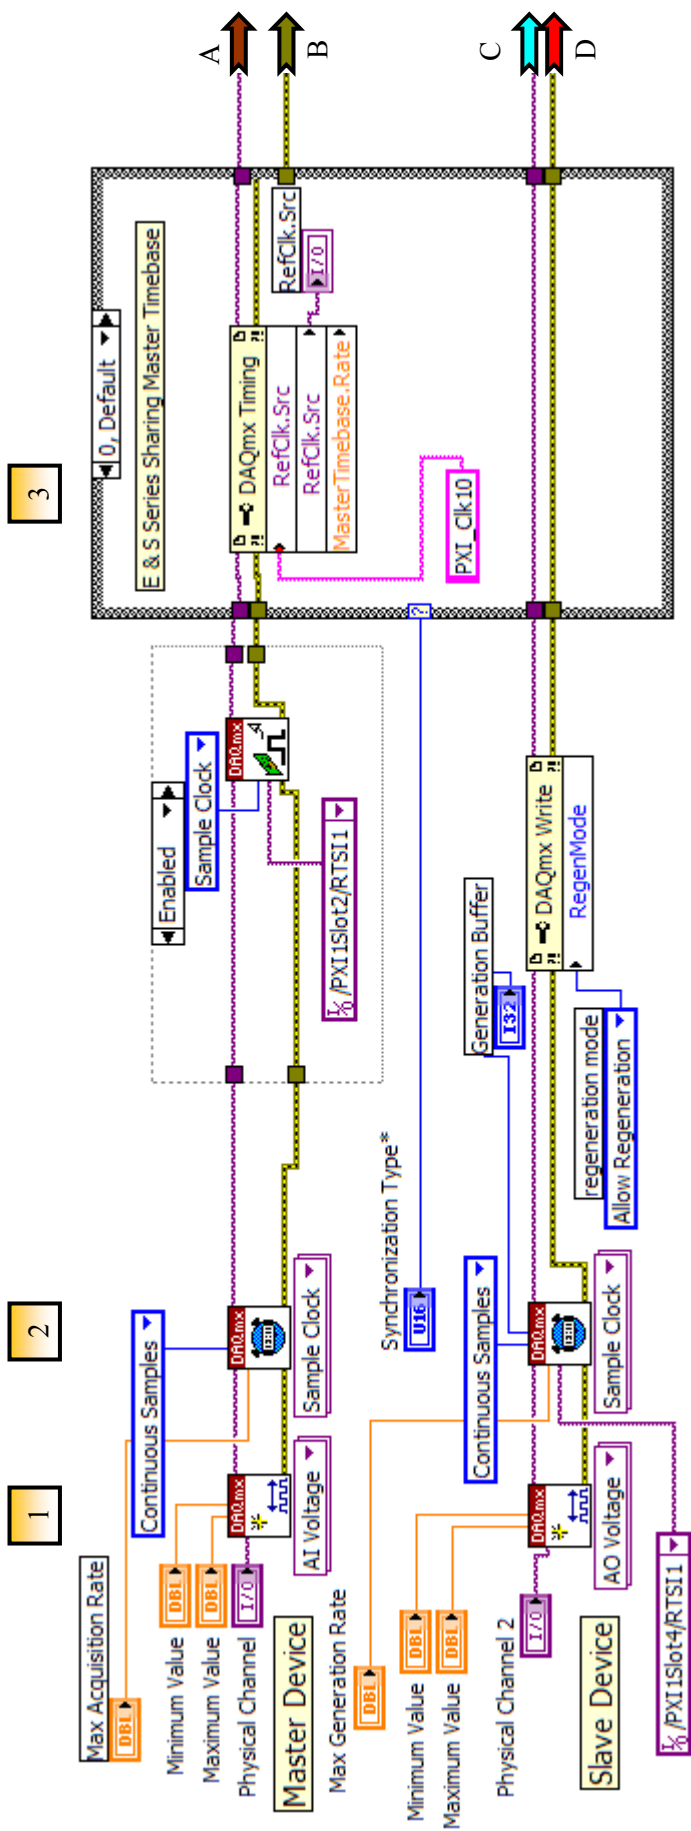 1
2
3
Max Acquisition Rate
DBL
Continuous Samples
Minimum Value
DBL
Maximum Value
DBL
Physical Channel
I/O
DAQmx
AI Voltage
DAQmx
Sample Clock
Master Device
Enabled
Sample Clock
DAQmx
I/O /PXI1Slot2/RTSI1
0, Default
E & S Series Sharing Master Timebase
DAQmx Timing
RefClk.Src
RefClk.Src
MasterTimebase.Rate
RefClk.Src
I/O
PXI_Clk10
A
B
Synchronization Type*
U16
?
Max Generation Rate
DBL
Continuous Samples
Generation Buffer
I32
Minimum Value
DBL
Maximum Value
DBL
Physical Channel 2
I/O
DAQmx
AO Voltage
DAQmx
Sample Clock
DAQmx Write
RegenMode
regeneration mode
Allow Regeneration
Slave Device
I/O /PXI1Slot4/RTSI1
C
D